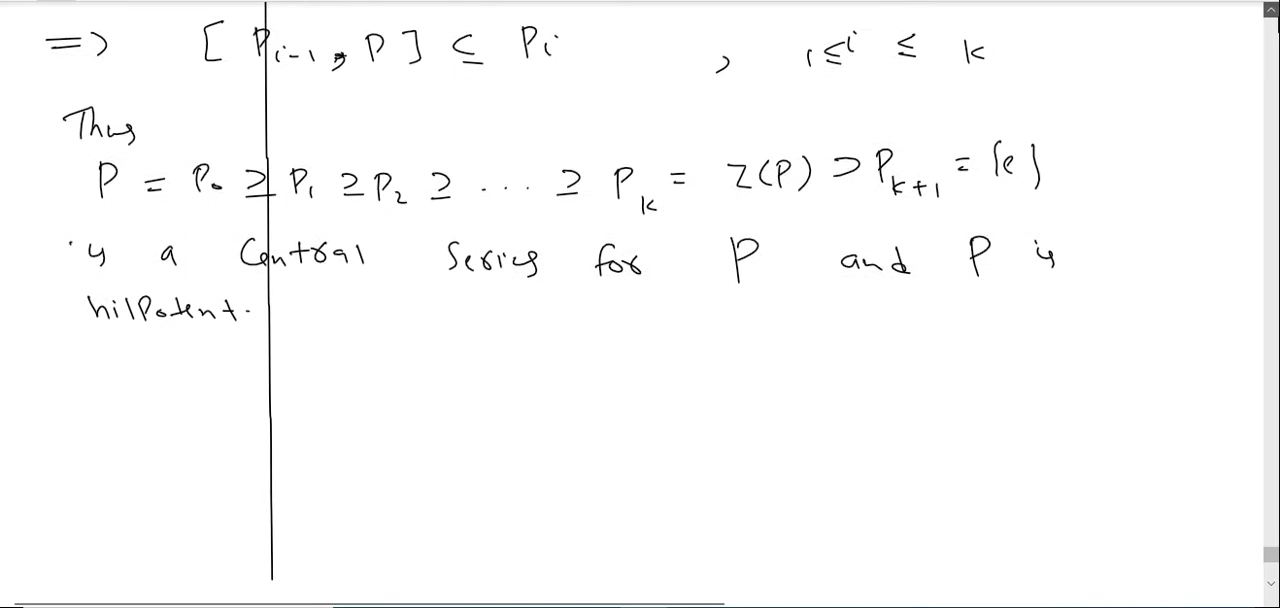 => [ P_{i-1}, P ] ⊆ P_i , 1 ≤ i ≤ k
Thus
P = P_0 ⊇ P_1 ⊇ P_2 ⊇ ... ⊇ P_k = Z(P) ⊃ P_{k+1} = {e}
is a Central Series for P and P is
nilpotent.